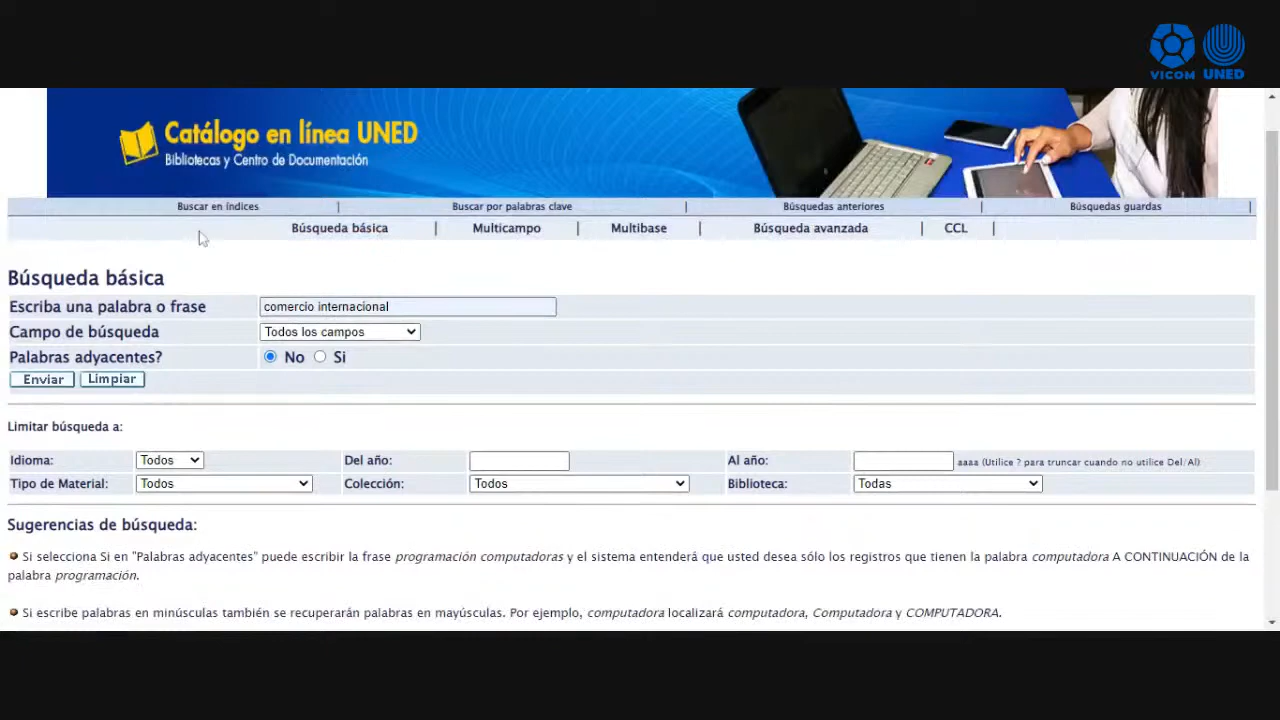 VICOM UNED
Catálogo en línea UNED
Bibliotecas y Centro de Documentación
Buscar en índices | Buscar por palabras clave | Búsquedas anteriores | Búsquedas guardas |
Búsqueda básica | Multicampo | Multibase | Búsqueda avanzada | CCL |
Búsqueda básica
Escriba una palabra o frase comercio internacional
Campo de búsqueda Todos los campos
Palabras adyacentes? No Si
Enviar Limpiar
Limitar búsqueda a:
Idioma: Todos Del año: Al año: aaaa (Utilice ? para truncar cuando no utilice Del/Al)
Tipo de Material: Todos Colección: Todos Biblioteca: Todas
Sugerencias de búsqueda:
Si selecciona Si en "Palabras adyacentes" puede escribir la frase programación computadoras y el sistema entenderá que usted desea sólo los registros que tienen la palabra computadora A CONTINUACIÓN de la
palabra programación.
Si escribe palabras en minúsculas también se recuperarán palabras en mayúsculas. Por ejemplo, computadora localizará computadora, Computadora y COMPUTADORA.